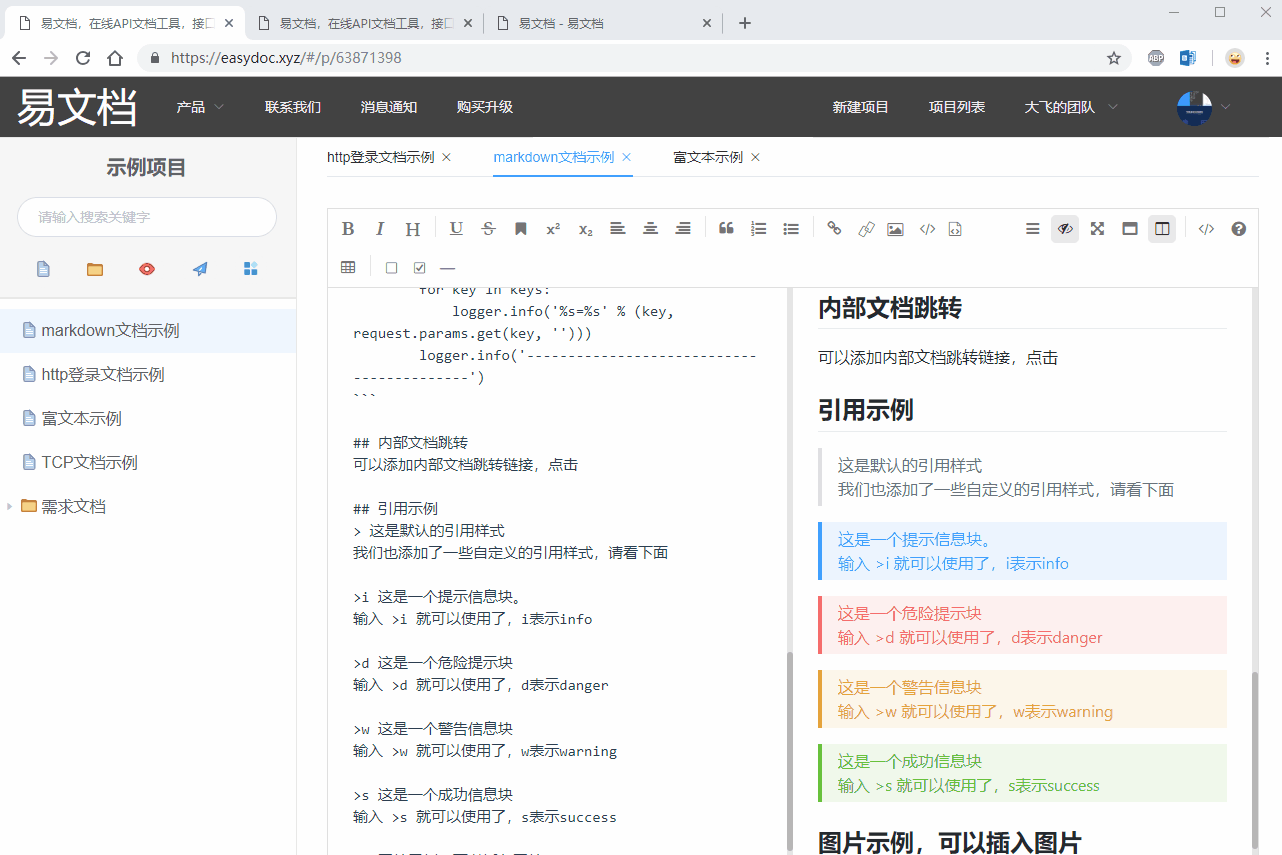 易文档，在线API文档工具，接口
易文档，在线API文档工具，接口
易文档 - 易文档
https://easydoc.xyz/#/p/63871398
ABP
易文档
产品
联系我们
消息通知
购买升级
新建项目
项目列表
大飞的团队
示例项目
请输入搜索关键字
markdown文档示例
http登录文档示例
富文本示例
TCP文档示例
需求文档
http登录文档示例
markdown文档示例
富文本示例
B I H U S x² x₂
for key in keys:
logger.info('%s=%s' % (key,
request.params.get(key, '')))
logger.info('----------------------------
--------------')
```
## 内部文档跳转
可以添加内部文档跳转链接，点击
## 引用示例
> 这是默认的引用样式
我们也添加了一些自定义的引用样式，请看下面
>i 这是一个提示信息块。
输入 >i 就可以使用了，i表示info
>d 这是一个危险提示块
输入 >d 就可以使用了，d表示danger
>w 这是一个警告信息块
输入 >w 就可以使用了，w表示warning
>s 这是一个成功信息块
输入 >s 就可以使用了，s表示success
内部文档跳转
可以添加内部文档跳转链接，点击
引用示例
这是默认的引用样式
我们也添加了一些自定义的引用样式，请看下面
这是一个提示信息块。
输入 >i 就可以使用了，i表示info
这是一个危险提示块
输入 >d 就可以使用了，d表示danger
这是一个警告信息块
输入 >w 就可以使用了，w表示warning
这是一个成功信息块
输入 >s 就可以使用了，s表示success
图片示例，可以插入图片